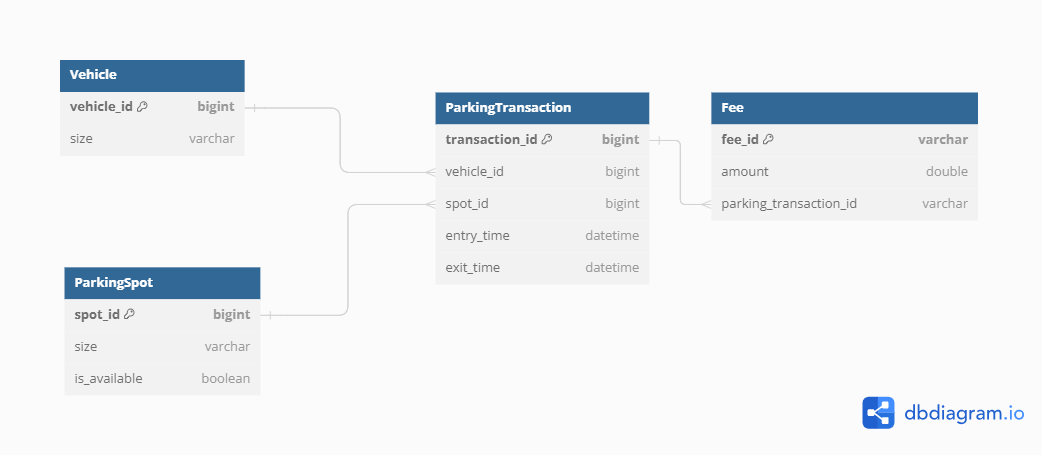 Vehicle
vehicle_id bigint
size varchar
ParkingSpot
spot_id bigint
size varchar
is_available boolean
ParkingTransaction
transaction_id bigint
vehicle_id bigint
spot_id bigint
entry_time datetime
exit_time datetime
Fee
fee_id varchar
amount double
parking_transaction_id varchar
dbdiagram.io